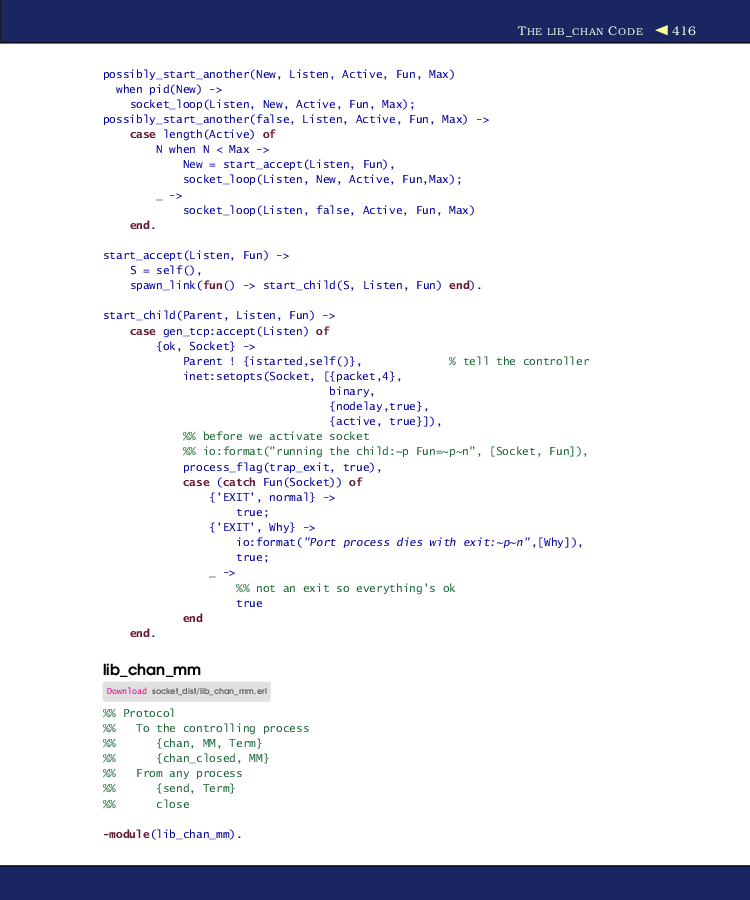 THE LIB_CHAN CODE ◀ 416
possibly_start_another(New, Listen, Active, Fun, Max)
  when pid(New) ->
    socket_loop(Listen, New, Active, Fun, Max);
possibly_start_another(false, Listen, Active, Fun, Max) ->
    case length(Active) of
        N when N < Max ->
            New = start_accept(Listen, Fun),
            socket_loop(Listen, New, Active, Fun,Max);
        _ ->
            socket_loop(Listen, false, Active, Fun, Max)
    end.
start_accept(Listen, Fun) ->
    S = self(),
    spawn_link(fun() -> start_child(S, Listen, Fun) end).
start_child(Parent, Listen, Fun) ->
    case gen_tcp:accept(Listen) of
        {ok, Socket} ->
            Parent ! {istarted,self()},             % tell the controller
            inet:setopts(Socket, [{packet,4},
                                  binary,
                                  {nodelay,true},
                                  {active, true}]),
            %% before we activate socket
            %% io:format("running the child:~p Fun=~p~n", [Socket, Fun]),
            process_flag(trap_exit, true),
            case (catch Fun(Socket)) of
                {'EXIT', normal} ->
                    true;
                {'EXIT', Why} ->
                    io:format("Port process dies with exit:~p~n",[Why]),
                    true;
                _ ->
                    %% not an exit so everything's ok
                    true
            end
    end.
lib_chan_mm
Download socket_dist/lib_chan_mm.erl
%% Protocol
%%   To the controlling process
%%      {chan, MM, Term}
%%      {chan_closed, MM}
%%   From any process
%%      {send, Term}
%%      close
-module(lib_chan_mm).